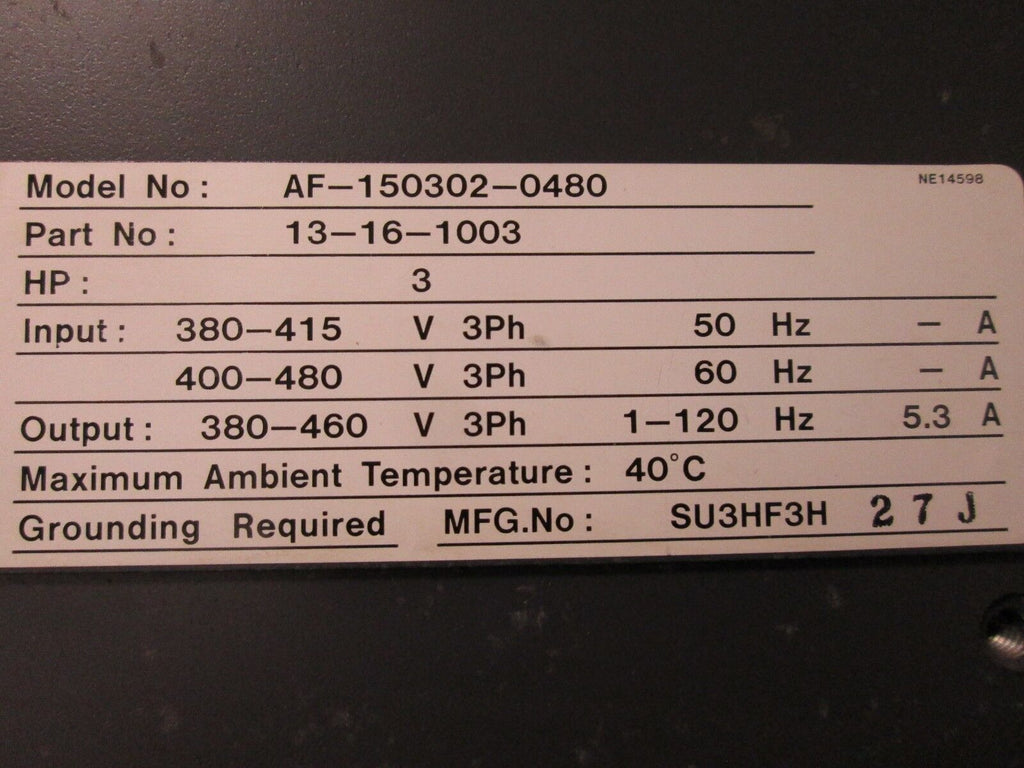 Model No: AF-150302-0480 NE14598
Part No: 13-16-1003
HP: 3
Input: 380-415 V 3Ph 50 Hz - A
400-480 V 3Ph 60 Hz - A
Output: 380-460 V 3Ph 1-120 Hz 5.3 A
Maximum Ambient Temperature: 40°C
Grounding Required MFG.No: SU3HF3H 27J